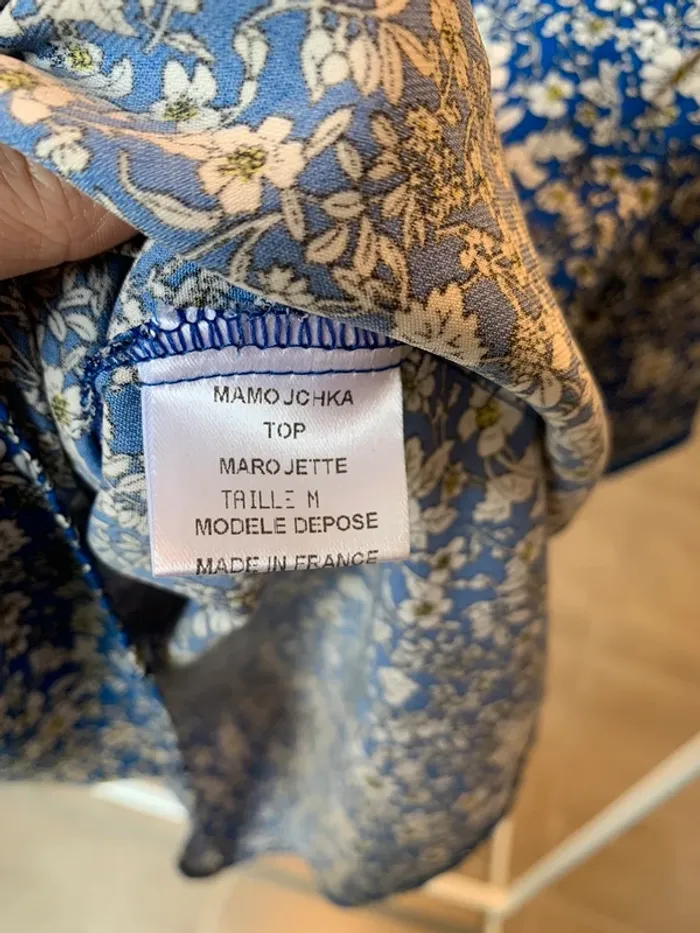 MAMOJCHKA
TOP
MAROJETTE
TAILLE M
MODELE DEPOSE
MADE IN FRANCE